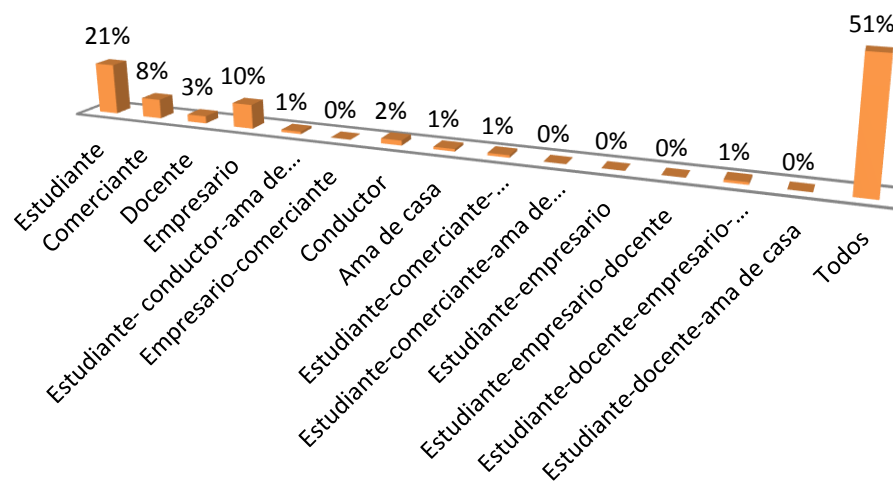 21%
8%
3%
10%
1%
0%
2%
1%
1%
0%
0%
0%
1%
0%
51%
Estudiante
Comerciante
Docente
Empresario
Estudiante- conductor-ama de...
Empresario-comerciante
Conductor
Ama de casa
Estudiante-comerciante-...
Estudiante-comerciante-ama de...
Estudiante-empresario
Estudiante-empresario-docente
Estudiante-docente-empresario-...
Estudiante-docente-ama de casa
Todos